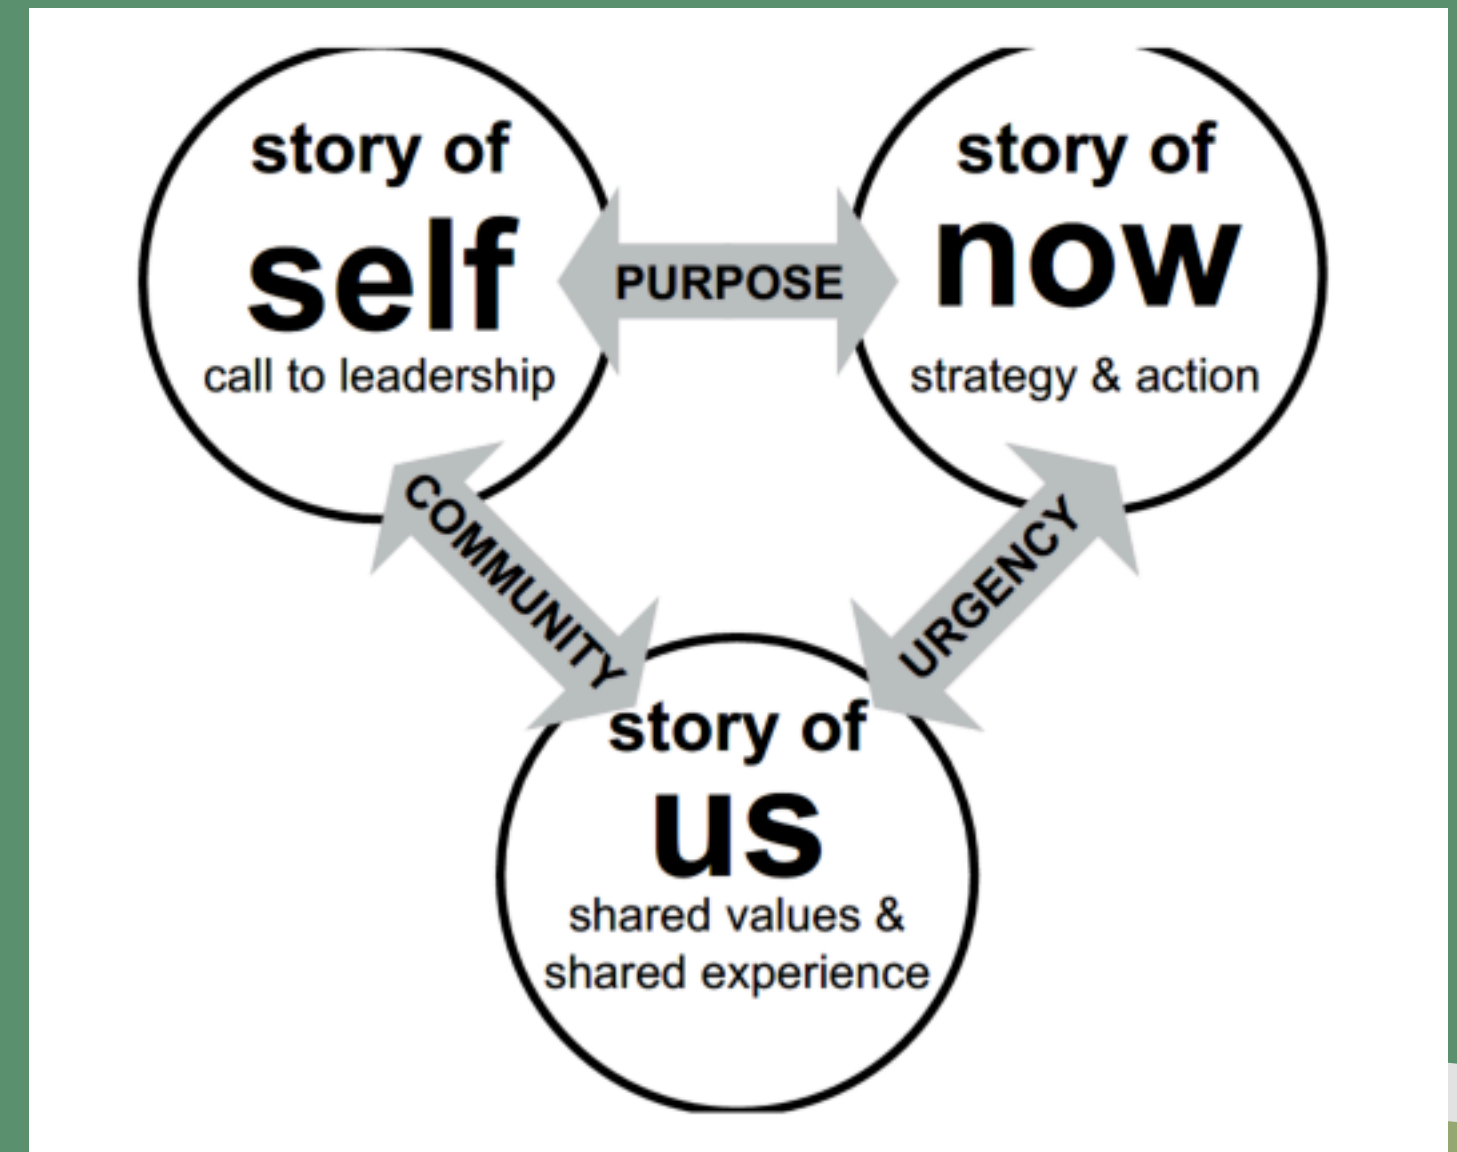 story of
self
call to leadership
PURPOSE
story of
now
strategy & action
COMMUNITY
URGENCY
story of
us
shared values &
shared experience